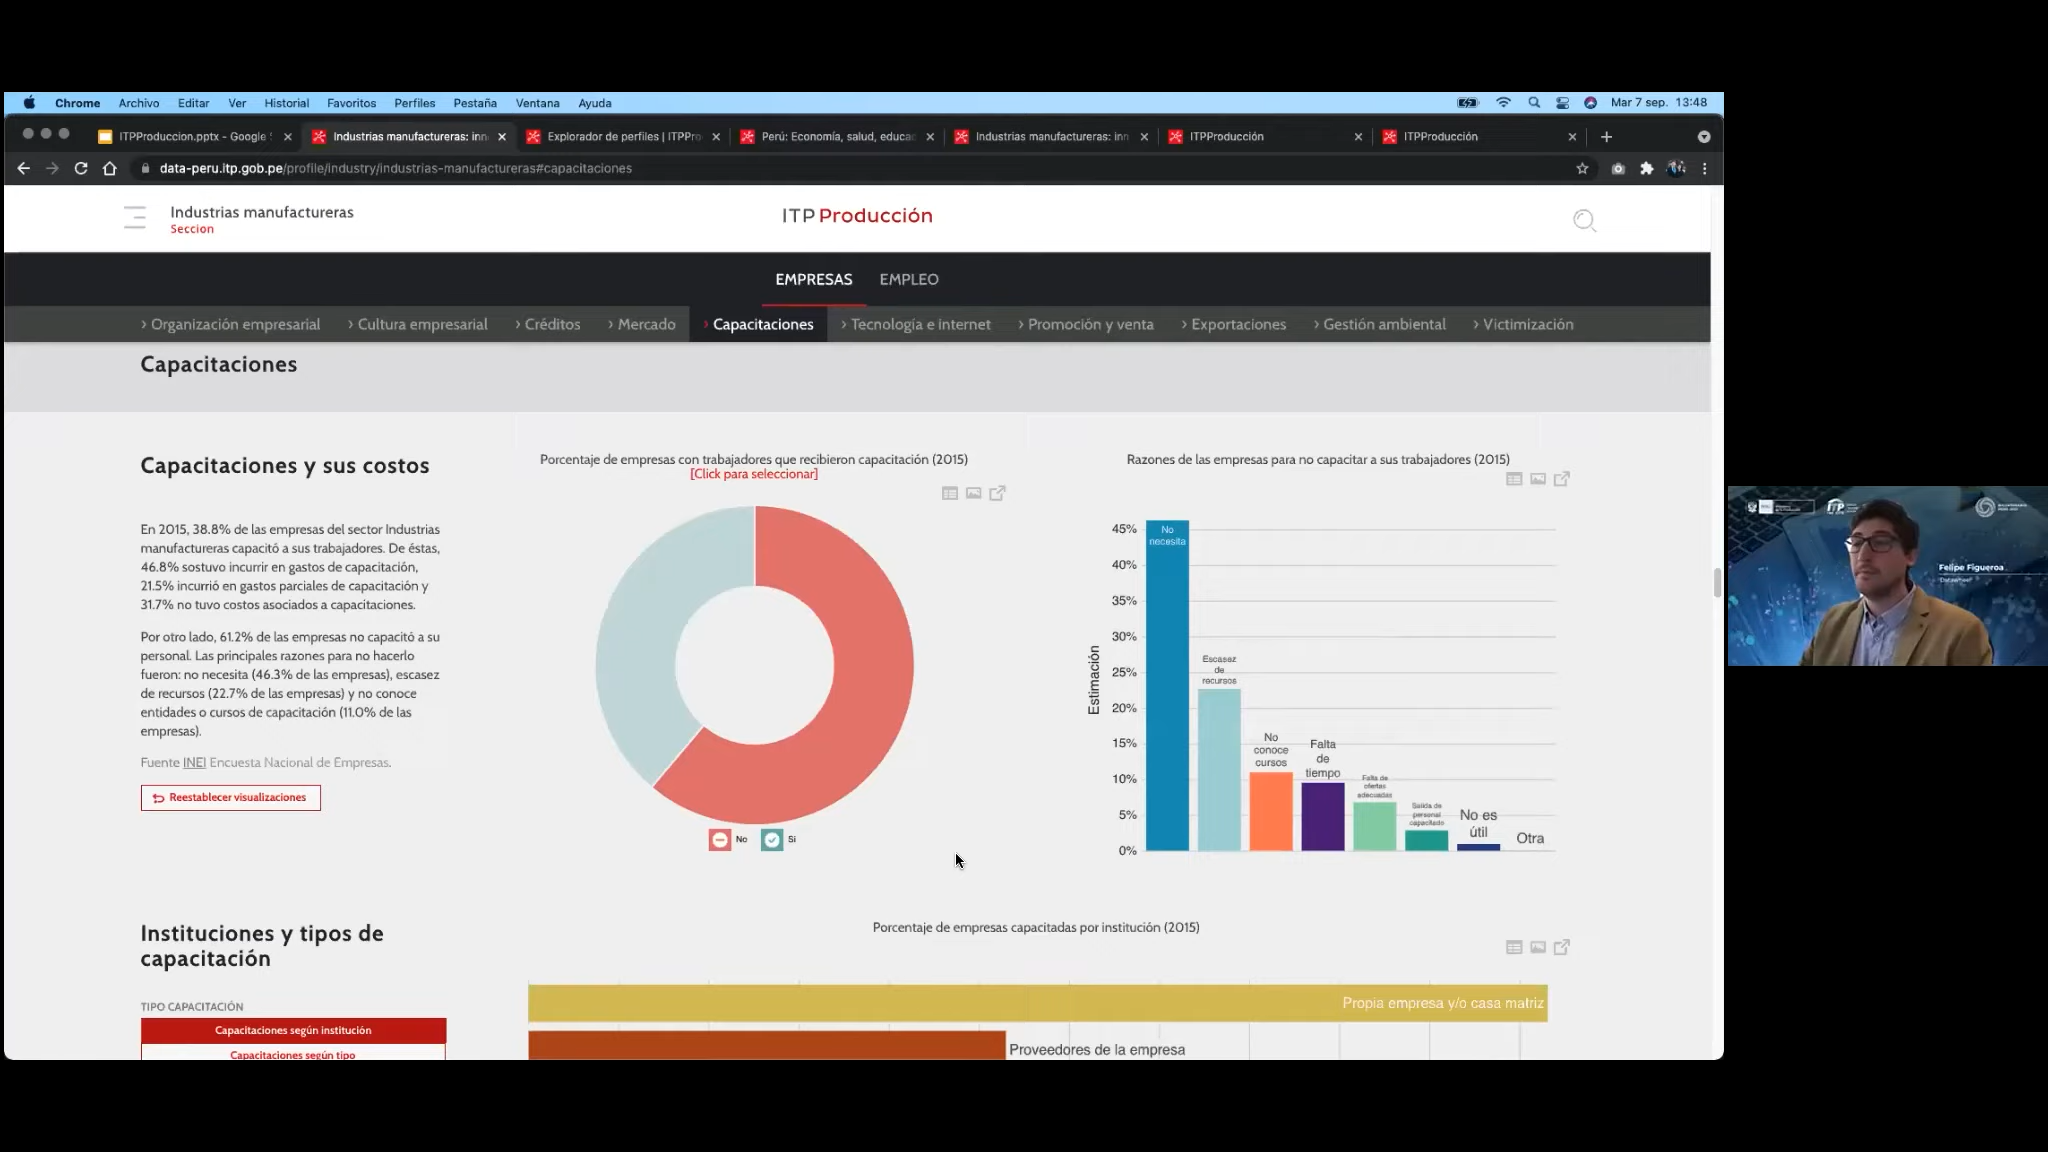 Chrome Archivo Editar Ver Historial Favoritos Perfiles Pestaña Ventana Ayuda Mar 7 sep. 13:48
ITPProduccion.pptx - Google Industrias manufactureras: inn Explorador de perfiles | ITPPro Perú: Economía, salud, educa Industrias manufactureras: inn ITPProducción ITPProducción
data-peru.itp.gob.pe/profile/industry/industrias-manufactureras#capacitaciones
Industrias manufactureras
Seccion
ITP Producción
EMPRESAS EMPLEO
› Organización empresarial › Cultura empresarial › Créditos › Mercado › Capacitaciones › Tecnología e internet › Promoción y venta › Exportaciones › Gestión ambiental › Victimización
Capacitaciones
Capacitaciones y sus costos
En 2015, 38.8% de las empresas del sector Industrias
manufactureras capacitó a sus trabajadores. De éstas,
46.8% sostuvo incurrir en gastos de capacitación,
21.5% incurrió en gastos parciales de capacitación y
31.7% no tuvo costos asociados a capacitaciones.
Por otro lado, 61.2% de las empresas no capacitó a su
personal. Las principales razones para no hacerlo
fueron: no necesita (46.3% de las empresas), escasez
de recursos (22.7% de las empresas) y no conoce
entidades o cursos de capacitación (11.0% de las
empresas).
Fuente INEI Encuesta Nacional de Empresas.
Reestablecer visualizaciones
Porcentaje de empresas con trabajadores que recibieron capacitación (2015)
[Click para seleccionar]
No Si
Razones de las empresas para no capacitar a sus trabajadores (2015)
Estimación
45%
40%
35%
30%
25%
20%
15%
10%
5%
0%
No
necesita
Escasez
de
recursos
No
conoce
cursos
Falta
de
tiempo
Falta de
ofertas
adecuadas
Salida de
personal
capacitado
No es
útil
Otra
Instituciones y tipos de
capacitación
TIPO CAPACITACIÓN
Capacitaciones según institución
Capacitaciones según tipo
Porcentaje de empresas capacitadas por institución (2015)
Propia empresa y/o casa matriz
Proveedores de la empresa
ITP
Felipe Figueroa